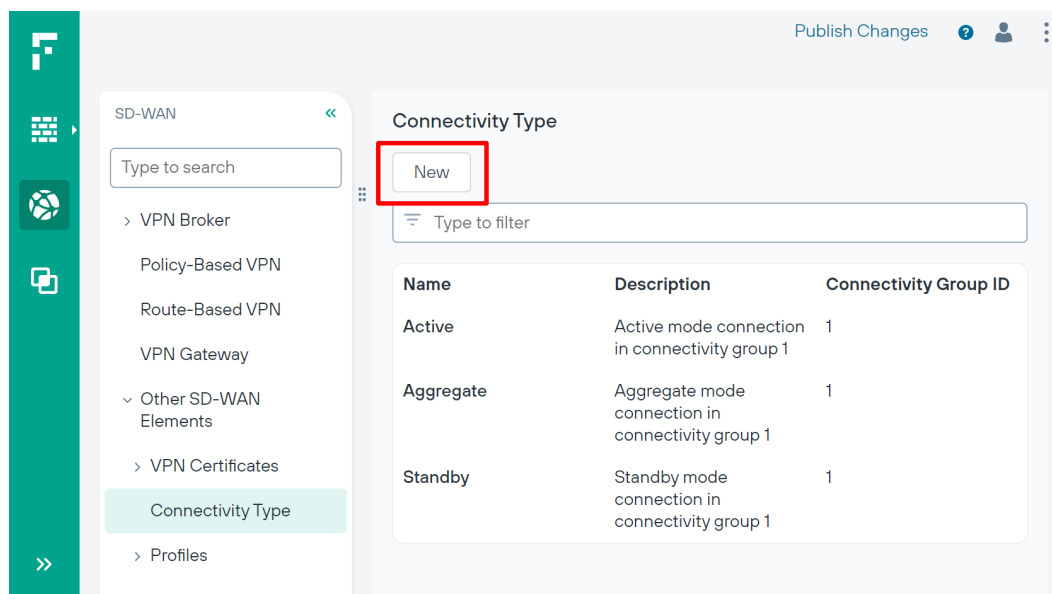 Publish Changes
SD-WAN
Type to search
VPN Broker
Policy-Based VPN
Route-Based VPN
VPN Gateway
Other SD-WAN
Elements
VPN Certificates
Connectivity Type
Profiles
Connectivity Type
New
Type to filter
Name Description Connectivity Group ID
Active Active mode connection 1
in connectivity group 1
Aggregate Aggregate mode 1
connection in
connectivity group 1
Standby Standby mode 1
connection in
connectivity group 1